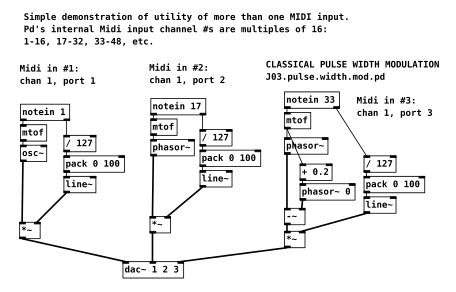 Simple demonstration of utility of more than one MIDI input.
Pd's internal Midi input channel #s are multiples of 16:
1-16, 17-32, 33-48, etc.
Midi in #1:
chan 1, port 1
Midi in #2:
chan 1, port 2
CLASSICAL PULSE WIDTH MODULATION
J03.pulse.width.mod.pd
Midi in #3:
chan 1, port 3
notein 1
mtof
osc~
/ 127
pack 0 100
line~
*~
notein 17
mtof
phasor~
/ 127
pack 0 100
line~
*~
notein 33
mtof
phasor~
+ 0.2
phasor~ 0
-~
/ 127
pack 0 100
line~
*~
dac~ 1 2 3